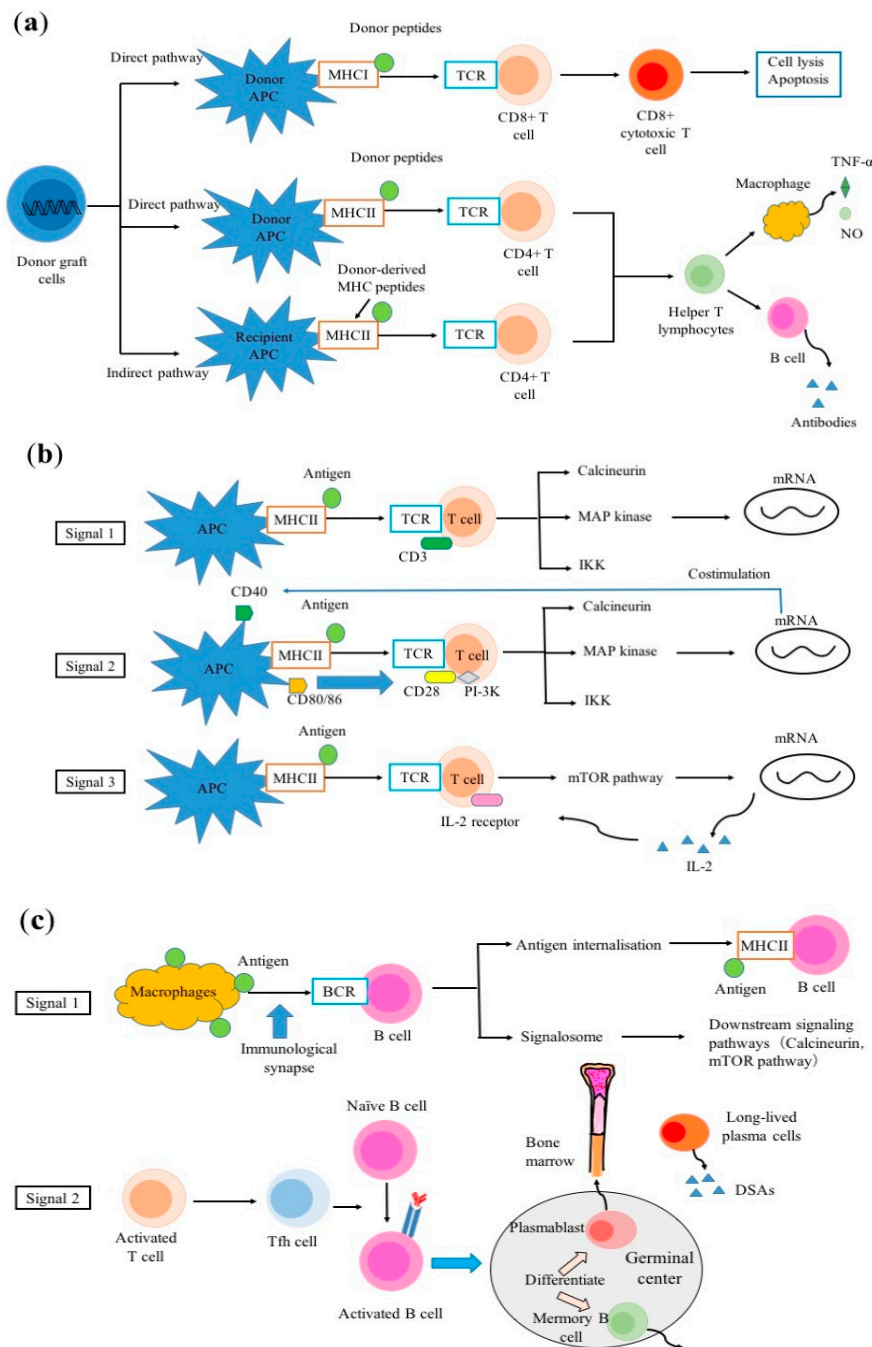 (a)
Direct pathway
Donor
APC
MHCI
Donor peptides
TCR
CD8+ T
cell
CD8+
cytotoxic T
cell
Cell lysis
Apoptosis
Donor graft
cells
Direct pathway
Donor
APC
MHCII
Donor peptides
TCR
CD4+ T
cell
Helper T
lymphocytes
Macrophage
TNF-α
NO
B cell
Antibodies
Indirect pathway
Recipient
APC
MHCII
Donor-derived
MHC peptides
TCR
CD4+ T
cell
(b)
Signal 1
APC
MHCII
Antigen
TCR
T cell
CD3
Calcineurin
MAP kinase
IKK
mRNA
Costimulation
Signal 2
CD40
APC
MHCII
Antigen
CD80/86
TCR
T cell
CD28
PI-3K
Calcineurin
MAP kinase
IKK
mRNA
Signal 3
APC
MHCII
Antigen
TCR
T cell
IL-2 receptor
mTOR pathway
mRNA
IL-2
(c)
Signal 1
Macrophages
Antigen
Immunological
synapse
BCR
B cell
Antigen internalisation
MHCII
Antigen
B cell
Signalosome
Downstream signaling
pathways (Calcineurin,
mTOR pathway)
Signal 2
Activated
T cell
Tfh cell
Naïve B cell
Activated B cell
Bone
marrow
Long-lived
plasma cells
DSAs
Plasmablast
Germinal
center
Differentiate
Mermory B
cell